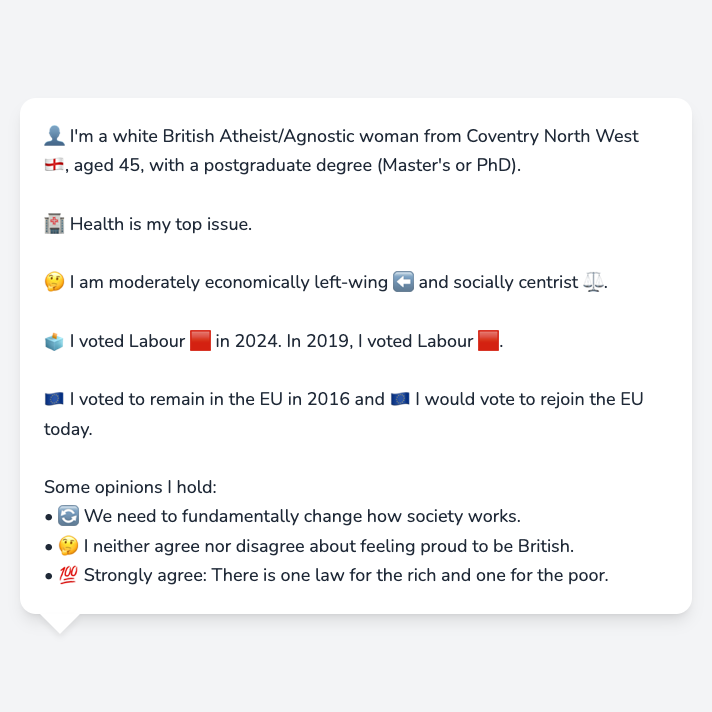 👤 I'm a white British Atheist/Agnostic woman from Coventry North West
🏴󠁧󠁢󠁥󠁮󠁧󠁿, aged 45, with a postgraduate degree (Master's or PhD).
🏥 Health is my top issue.
🤔 I am moderately economically left-wing ⬅️ and socially centrist ⚖️.
🗳️ I voted Labour 🟥 in 2024. In 2019, I voted Labour 🟥.
🇪🇺 I voted to remain in the EU in 2016 and 🇪🇺 I would vote to rejoin the EU
today.
Some opinions I hold:
• 🔄 We need to fundamentally change how society works.
• 🤔 I neither agree nor disagree about feeling proud to be British.
• 💯 Strongly agree: There is one law for the rich and one for the poor.